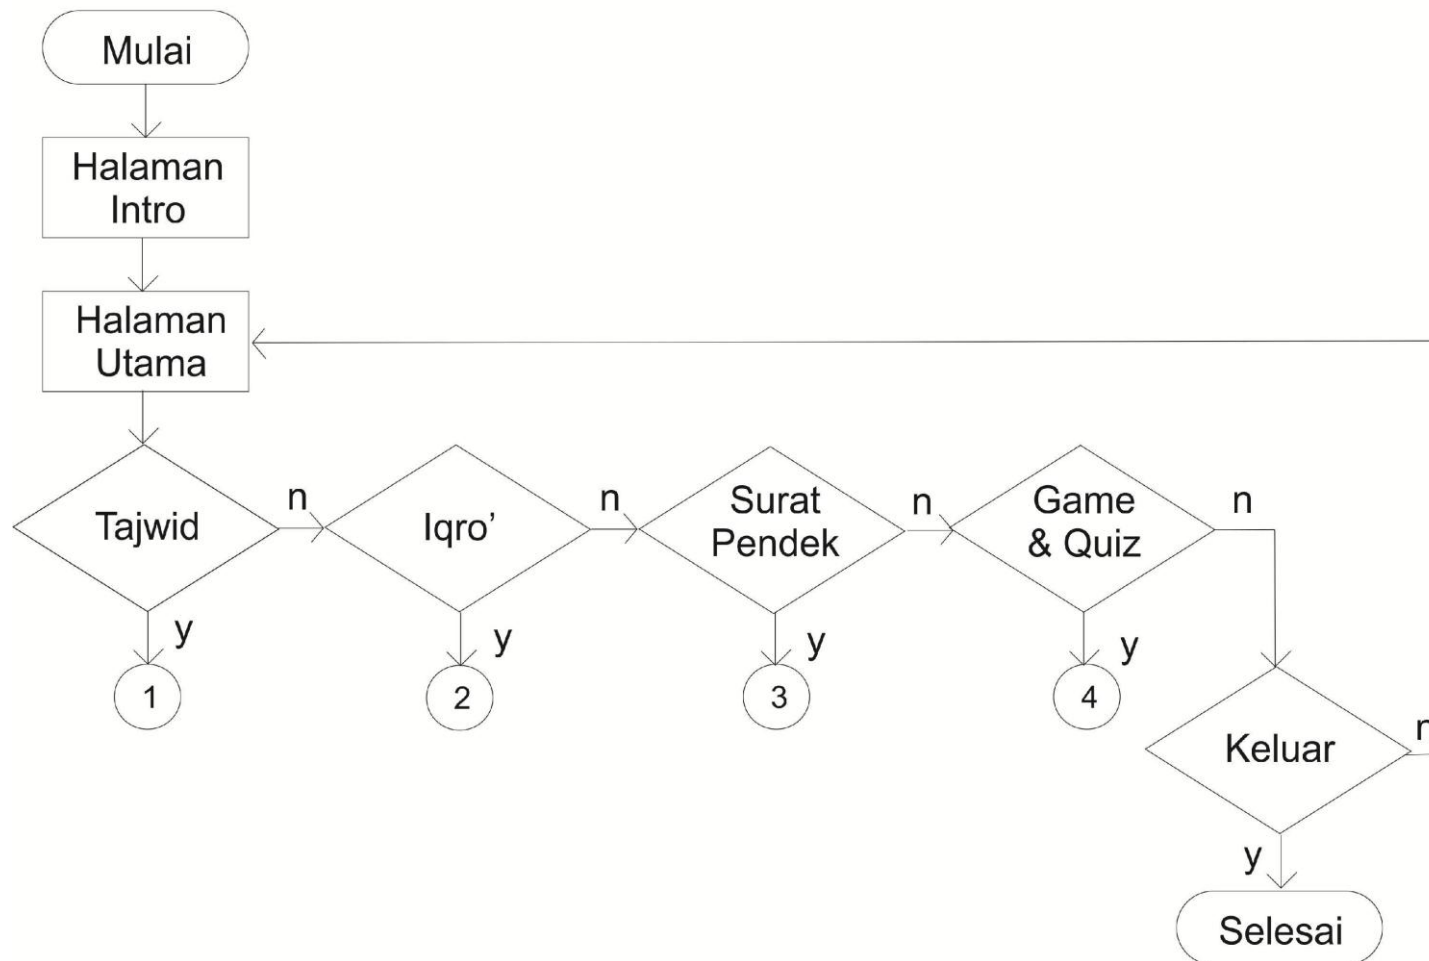 Mulai
Halaman
Intro
Halaman
Utama
Tajwid
n
y
1
Iqro’
n
y
2
Surat
Pendek
n
y
3
Game
& Quiz
n
y
4
Keluar
n
y
Selesai